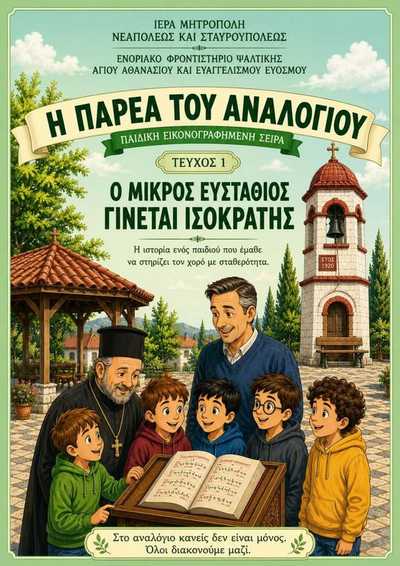 ΙΕΡΑ ΜΗΤΡΟΠΟΛΗ
ΝΕΑΠΟΛΕΩΣ ΚΑΙ ΣΤΑΥΡΟΥΠΟΛΕΩΣ
ΕΝΟΡΙΑΚΟ ΦΡΟΝΤΙΣΤΗΡΙΟ ΨΑΛΤΙΚΗΣ
ΑΓΙΟΥ ΑΘΑΝΑΣΙΟΥ ΚΑΙ ΕΥΑΓΓΕΛΙΣΜΟΥ ΕΥΟΣΜΟΥ
Η ΠΑΡΕΑ ΤΟΥ ΑΝΑΛΟΓΙΟΥ
ΠΑΙΔΙΚΗ ΕΙΚΟΝΟΓΡΑΦΗΜΕΝΗ ΣΕΙΡΑ
ΤΕΥΧΟΣ 1
Ο ΜΙΚΡΟΣ ΕΥΣΤΑΘΙΟΣ
ΓΙΝΕΤΑΙ ΙΣΟΚΡΑΤΗΣ
Η ιστορία ενός παιδιού που έμαθε
να στηρίζει τον χορό με σταθερότητα.
ΕΤΟΣ
1920
Στο αναλόγιο κανείς δεν είναι μόνος.
Όλοι διακονούμε μαζί.